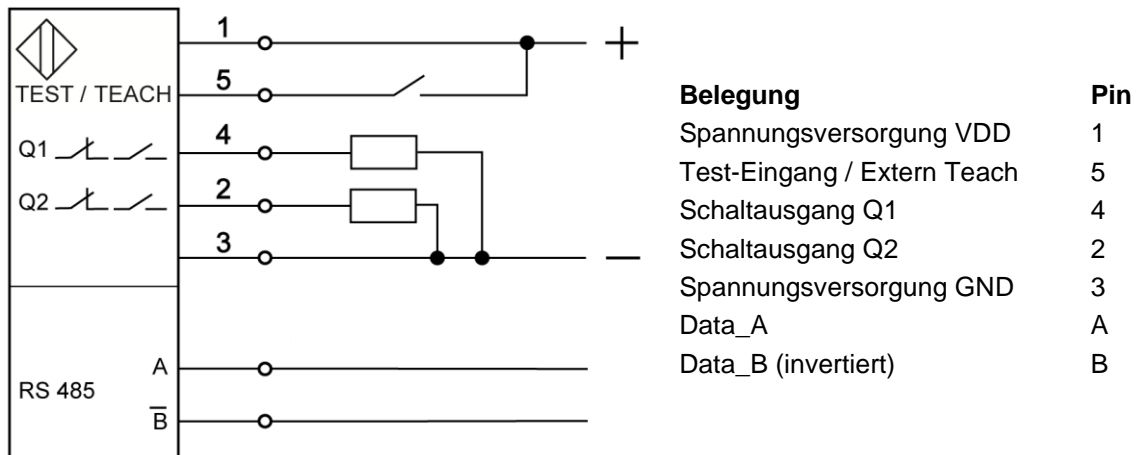 1
+
TEST / TEACH
5
Q1
4
Q2
2
3
—
RS 485
A
B̅
Belegung Pin
Spannungsversorgung VDD 1
Test-Eingang / Extern Teach 5
Schaltausgang Q1 4
Schaltausgang Q2 2
Spannungsversorgung GND 3
Data_A A
Data_B (invertiert) B